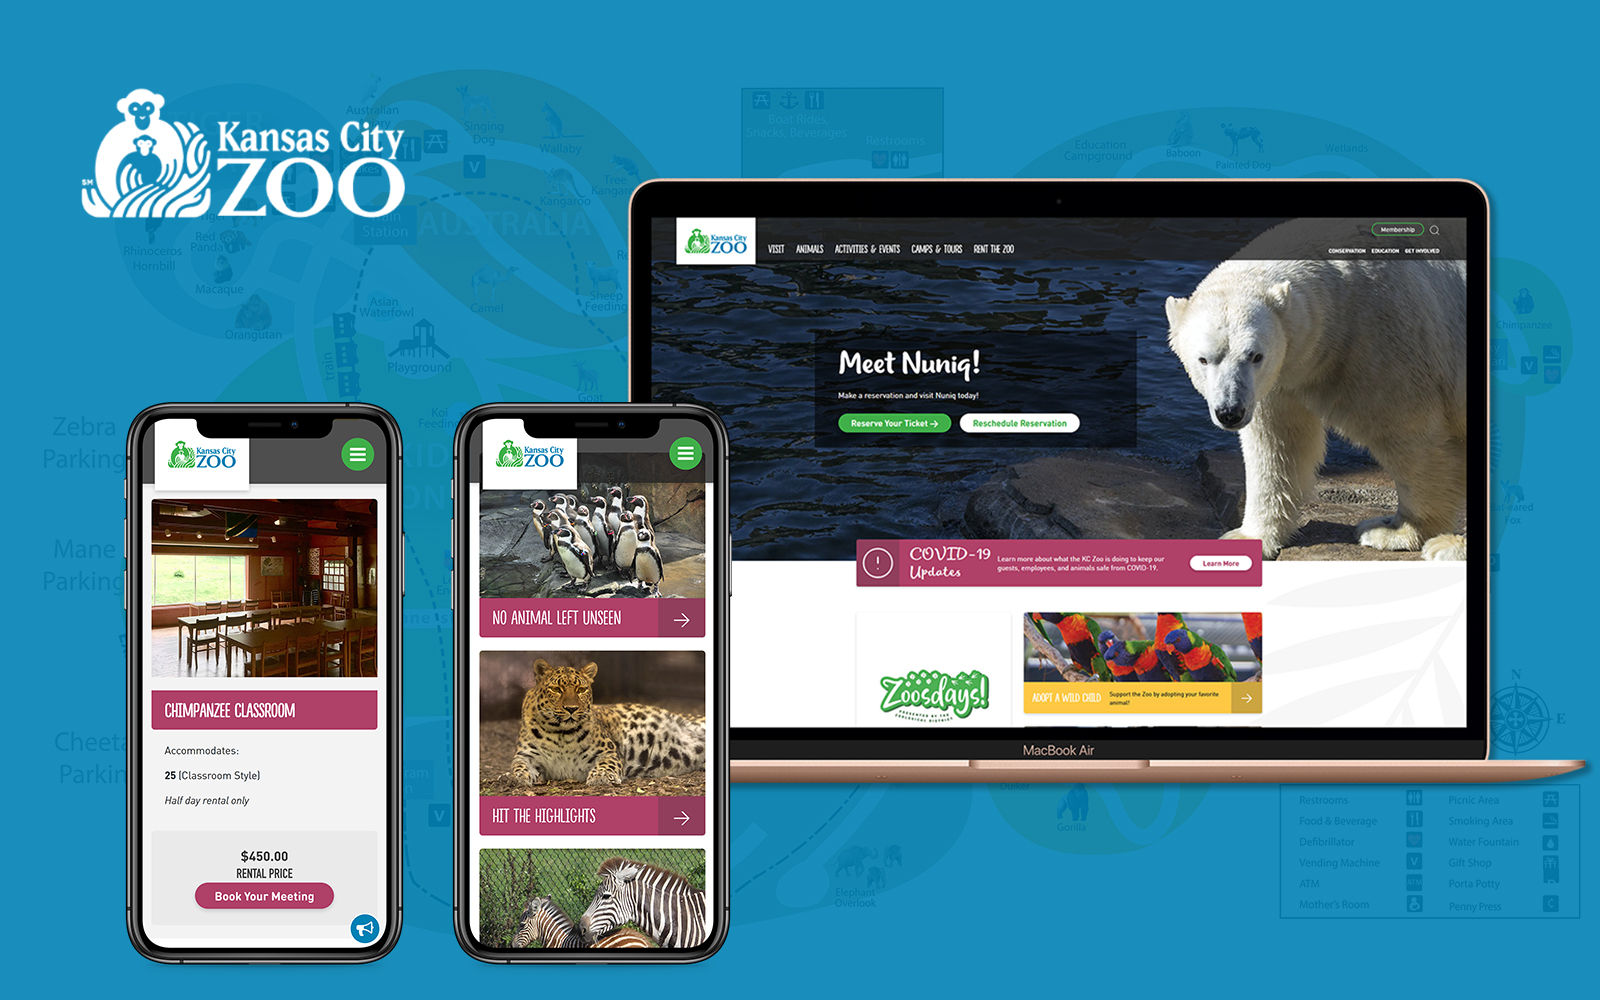 Kansas City
ZOO
SM
Australian
Singing
Dog
Wallaby
Tree
Kangaroo
AUSTRALIA
Station
Rhinoceros
Hornbill
Red
Panda
Macaque
Orangutan
Asian
Waterfowl
Camel
Sheep
Feeding
train
Playground
Goat
Koi
Feeding
Zebra
Parking
Mane
Parking
Boat Rides,
Snacks, Beverages
Restrooms
Education
Campground
Baboon
Painted Dog
Wetlands
Chimpanzee
Fox
Gorilla
Elephant
Overlook
N
E
Restrooms
Food & Beverage
Defibrillator
Vending Machine
ATM
Mother's Room
Picnic Area
Smoking Area
Water Fountain
Gift Shop
Porta Potty
Penny Press
Kansas City
ZOO
VISIT ANIMALS ACTIVITIES & EVENTS CAMPS & TOURS RENT THE ZOO
Membership
CONSERVATION EDUCATION GET INVOLVED
Meet Nuniq!
Make a reservation and visit Nuniq today!
Reserve Your Ticket →
Reschedule Reservation
COVID-19
Updates
Learn more about what the KC Zoo is doing to keep our
guests, employees, and animals safe from COVID-19.
Learn More
Zoosdays!
PRESENTED BY THE
ZOOLOGICAL DISTRICT
ADOPT A WILD CHILD
Support the Zoo by adopting your favorite
animal!
MacBook Air
Kansas City
ZOO
CHIMPANZEE CLASSROOM
Accommodates:
25 (Classroom Style)
Half day rental only
$450.00
RENTAL PRICE
Book Your Meeting
Kansas City
ZOO
NO ANIMAL LEFT UNSEEN
HIT THE HIGHLIGHTS